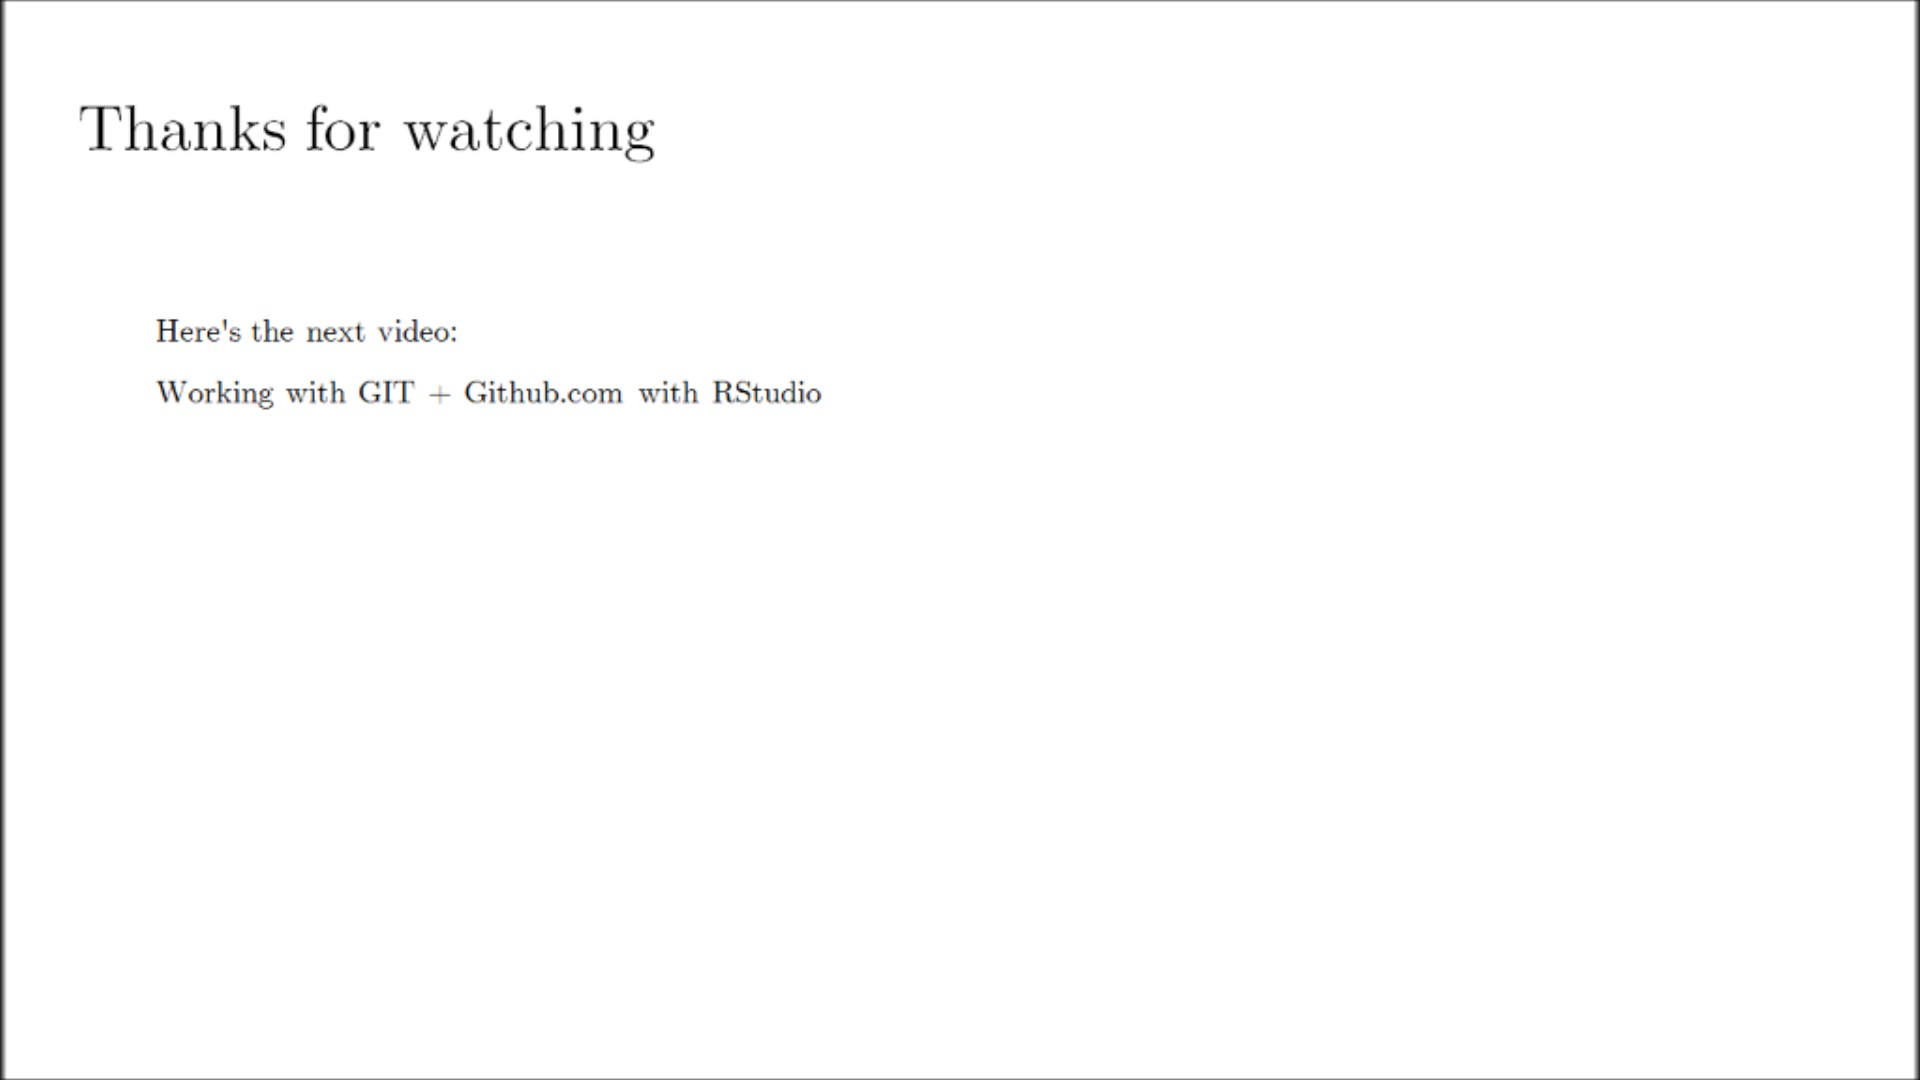 Thanks for watching
Here's the next video:
Working with GIT + Github.com with RStudio